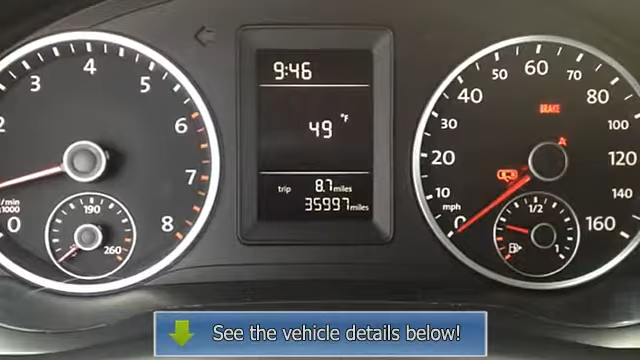 3 4 5 6 7 8 0
/min x1000
190
260
9:46
49 °F
trip 8.7 miles
35997 miles
0 10 20 30 40 50 60 70 80 100 120 160
mph
BRAKE
1/2
1
See the vehicle details below!